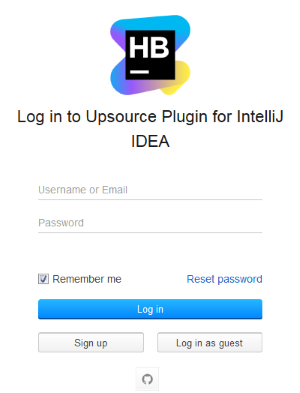 HB
Log in to Upsource Plugin for IntelliJ
IDEA
Username or Email
Password
Remember me
Reset password
Log in
Sign up
Log in as guest